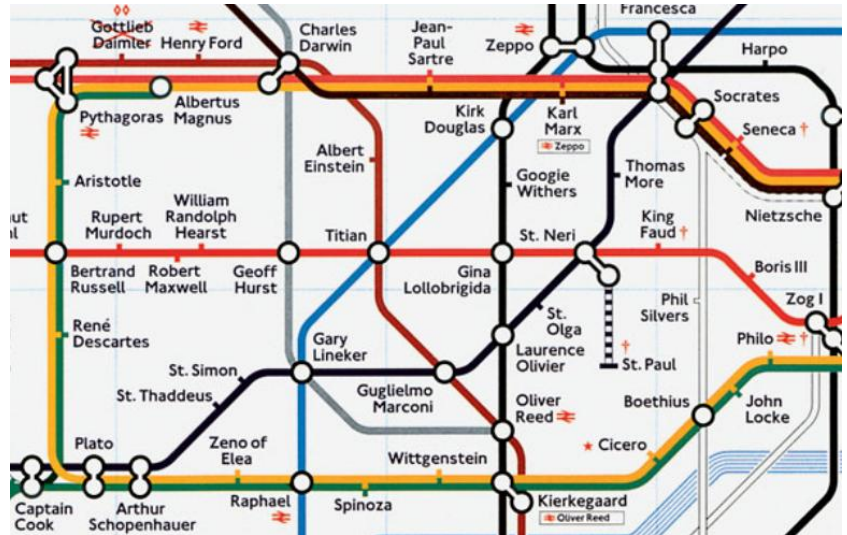 Gottlieb
Daimler
Henry Ford
Charles
Darwin
Jean-
Paul
Sartre
Zeppo
Francesca
Harpo
Pythagoras
Albertus
Magnus
Kirk
Douglas
Karl
Marx
Zeppo
Socrates
Seneca †
Aristotle
Albert
Einstein
Googie
Withers
Thomas
More
Nietzsche
Rupert
Murdoch
William
Randolph
Hearst
Titian
St. Neri
King
Faud †
Bertrand
Russell
Robert
Maxwell
Geoff
Hurst
Gina
Lollobrigida
Boris III
Phil
Silvers
Zog I
René
Descartes
Gary
Lineker
St.
Olga
Laurence
Olivier
†
St. Paul
Philo †
St. Simon
St. Thaddeus
Guglielmo
Marconi
Oliver
Reed
Boethius
John
Locke
Plato
Zeno of
Elea
Wittgenstein
Cicero
Captain
Cook
Arthur
Schopenhauer
Raphael
Spinoza
Kierkegaard
Oliver Reed